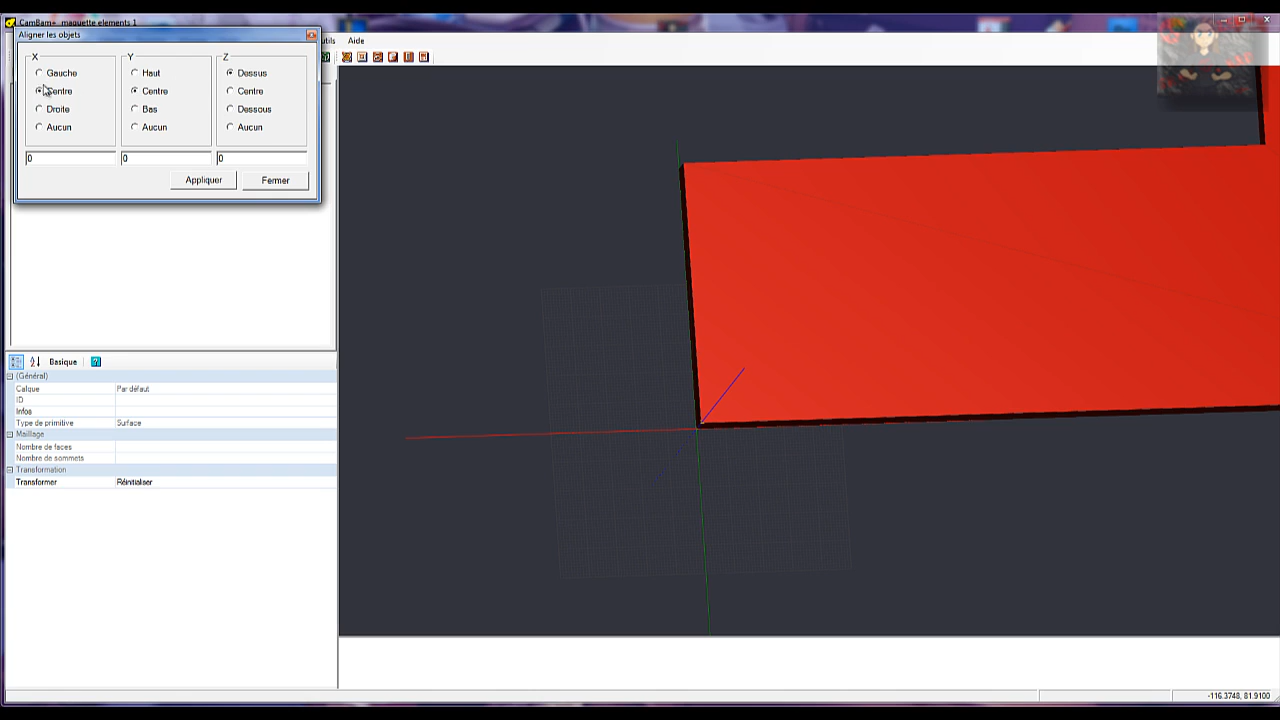 CamBam+ maquette elements 1
Aligner les objets
utils Aide
X Y Z
Gauche Haut Dessus
Centre Centre Centre
Droite Bas Dessous
Aucun Aucun Aucun
0 0 0
Appliquer Fermer
Basique
(Général)
Calque Par défaut
ID
Infos
Type de primitive Surface
Maillage
Nombre de faces
Nombre de sommets
Transformation
Transformer Réinitialiser
-116.3748, 81.9100